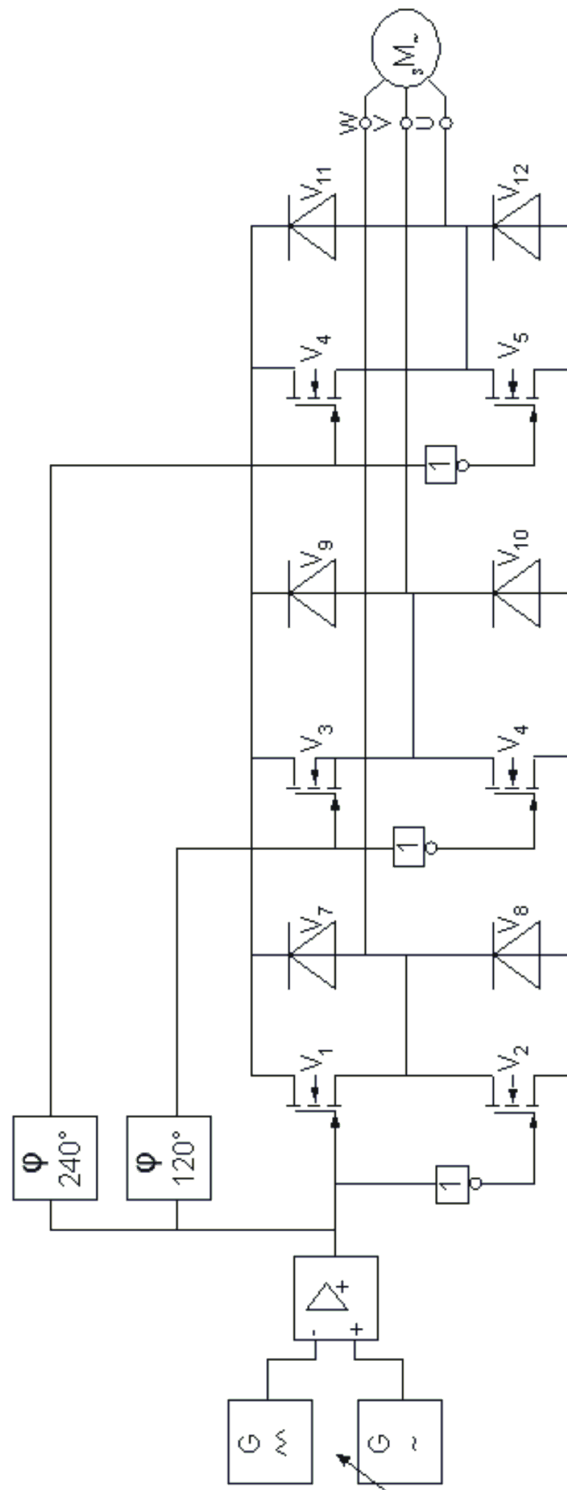 φ
240°
φ
120°
G
-
+
+
G
~
V₁
V₇
V₃
V₉
V₄
V₁₁
W
V
U
M~
1
1
1
V₂
V₈
V₄
V₁₀
V₅
V₁₂